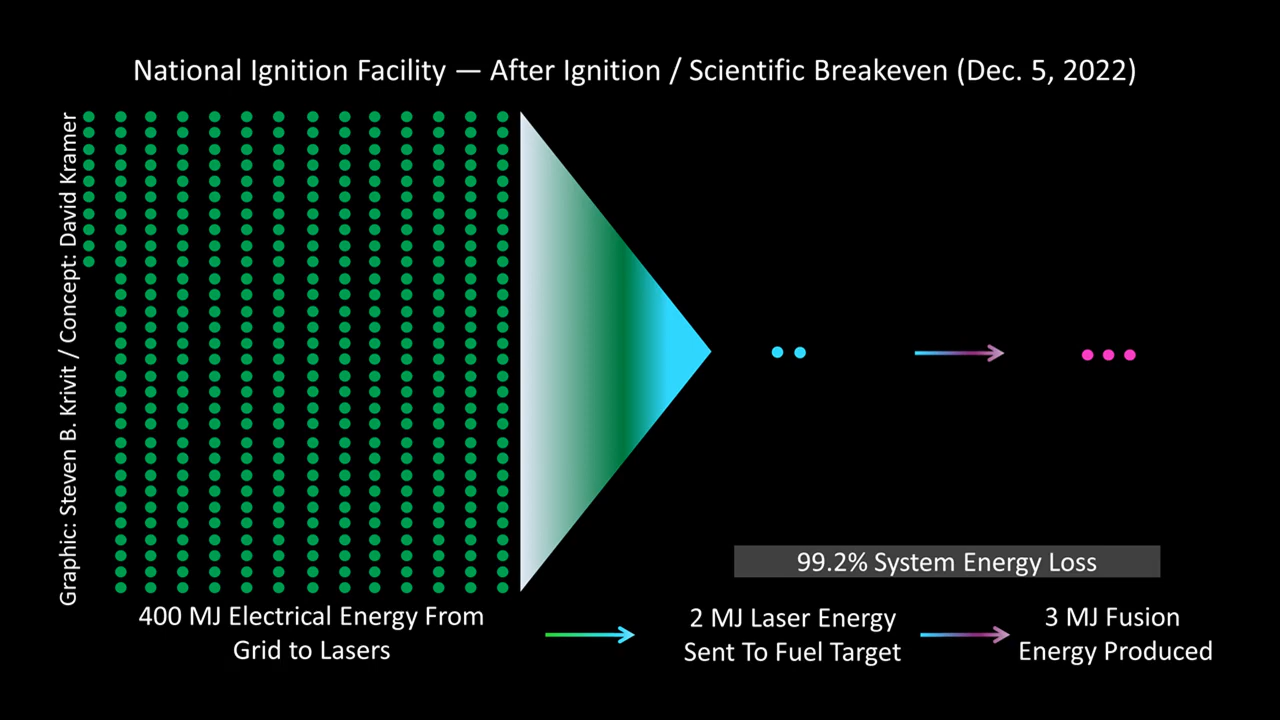 National Ignition Facility — After Ignition / Scientific Breakeven (Dec. 5, 2022)
Graphic: Steven B. Krivit / Concept: David Kramer
99.2% System Energy Loss
400 MJ Electrical Energy From
Grid to Lasers
2 MJ Laser Energy
Sent To Fuel Target
3 MJ Fusion
Energy Produced